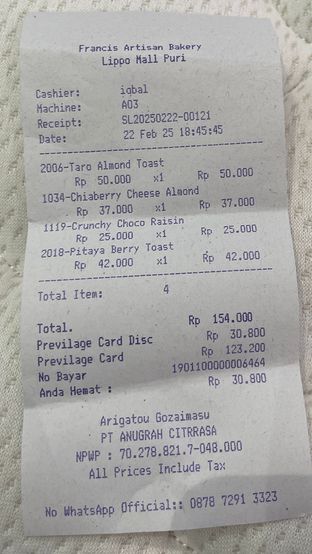 Francis Artisan Bakery
Lippo Mall Puri
Cashier: iqbal
Machine: A03
Receipt: SL20250222-00121
Date: 22 Feb 25 18:45:45
2006-Taro Almond Toast
Rp 50.000 x1 Rp 50.000
1034-Chiaberry Cheese Almond
Rp 37.000 x1 Rp 37.000
1119-Crunchy Choco Raisin
Rp 25.000 x1 Rp 25.000
2018-Pitaya Berry Toast
Rp 42.000 x1 Rp 42.000
Total Item: 4
Total. Rp 154.000
Previlage Card Disc Rp 30.800
Previlage Card Rp 123.200
No Bayar 1901100000006464
Anda Hemat : Rp 30.800
Arigatou Gozaimasu
PT ANUGRAH CITRRASA
NPWP : 70.278.821.7-048.000
All Prices Include Tax
No WhatsApp Official:: 0878 7291 3323